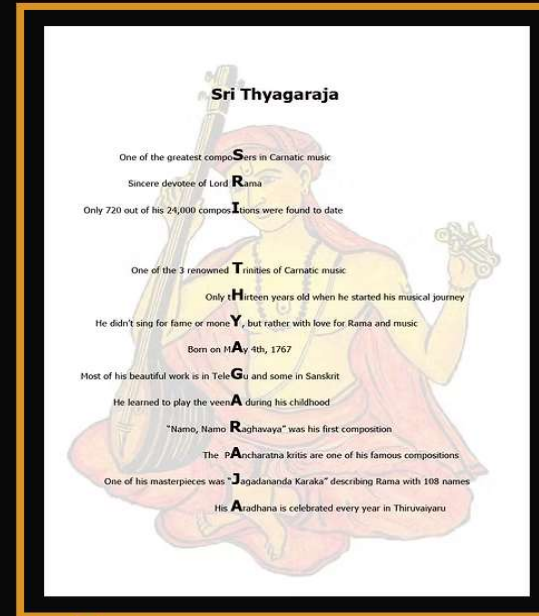 Sri Thyagaraja
One of the greatest compoSers in Carnatic music
Sincere devotee of Lord Rama
Only 720 out of his 24,000 composItions were found to date
One of the 3 renowned Trinities of Carnatic music
Only tHirteen years old when he started his musical journey
He didn't sing for fame or moneY, but rather with love for Rama and music
Born on MAy 4th, 1767
Most of his beautiful work is in TeleGu and some in Sanskrit
He learned to play the veenA during his childhood
"Namo, Namo Raghavaya" was his first composition
The PAncharatna kritis are one of his famous compositions
One of his masterpieces was "Jagadananda Karaka" describing Rama with 108 names
His Aradhana is celebrated every year in Thiruvaiyaru